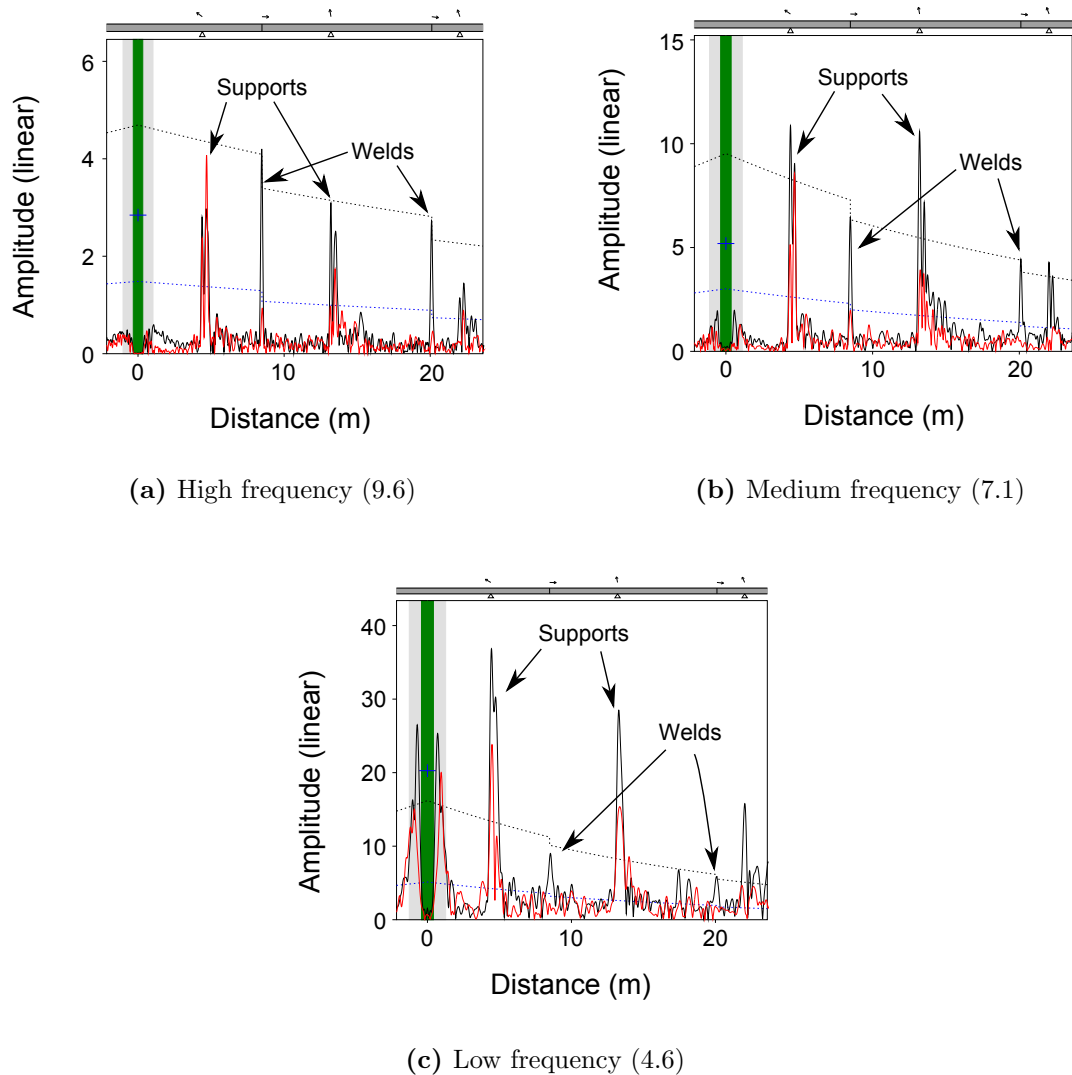 6
4
2
0
Amplitude (linear)
Supports
Welds
0 10 20
Distance (m)
(a) High frequency (9.6)
15
10
5
0
Amplitude (linear)
Supports
Welds
0 10 20
Distance (m)
(b) Medium frequency (7.1)
40
30
20
10
0
Amplitude (linear)
Supports
Welds
0 10 20
Distance (m)
(c) Low frequency (4.6)